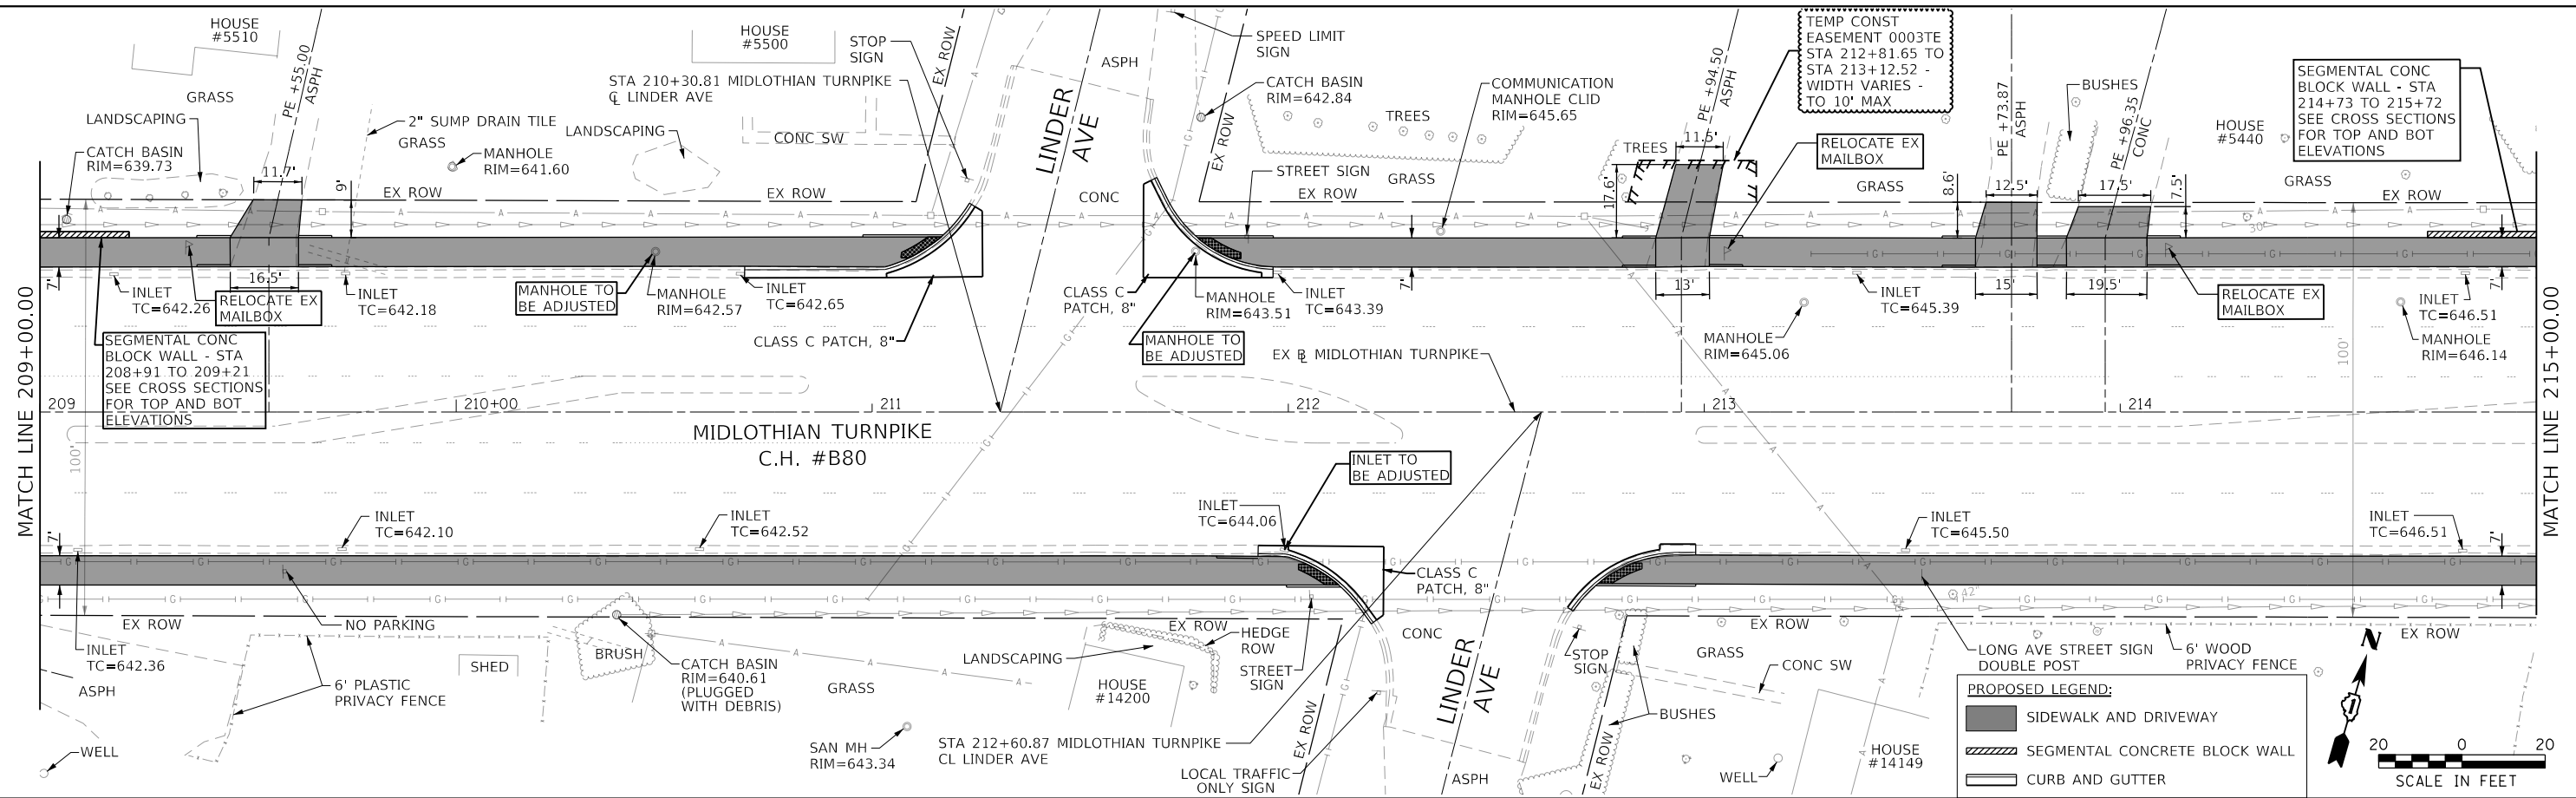 HOUSE
#5510
PE +55.00
ASPH
GRASS
LANDSCAPING
CATCH BASIN
RIM=639.73
11.7'
9'
2" SUMP DRAIN TILE
GRASS
MANHOLE
RIM=641.60
HOUSE
#5500
STOP
SIGN
STA 210+30.81 MIDLOTHIAN TURNPIKE
℄ LINDER AVE
LANDSCAPING
CONC SW
EX ROW
EX ROW
EX ROW
LINDER
AVE
ASPH
CONC
SPEED LIMIT
SIGN
CATCH BASIN
RIM=642.84
EX ROW
TREES
STREET SIGN
EX ROW
GRASS
COMMUNICATION
MANHOLE CLID
RIM=645.65
TREES
17.6'
11.5'
PE +94.50
ASPH
TEMP CONST
EASEMENT 0003TE
STA 212+81.65 TO
STA 213+12.52 -
WIDTH VARIES -
TO 10' MAX
RELOCATE EX
MAILBOX
GRASS
8.6'
12.5'
PE +73.87
ASPH
BUSHES
PE +96.35
CONC
17.5'
7.5'
HOUSE
#5440
SEGMENTAL CONC
BLOCK WALL - STA
214+73 TO 215+72
SEE CROSS SECTIONS
FOR TOP AND BOT
ELEVATIONS
GRASS
EX ROW
30"
MATCH LINE 209+00.00
7'
INLET
TC=642.26
16.5'
RELOCATE EX
MAILBOX
INLET
TC=642.18
MANHOLE TO
BE ADJUSTED
MANHOLE
RIM=642.57
INLET
TC=642.65
CLASS C PATCH, 8"
SEGMENTAL CONC
BLOCK WALL - STA
208+91 TO 209+21
SEE CROSS SECTIONS
FOR TOP AND BOT
ELEVATIONS
CLASS C
PATCH, 8"
MANHOLE
RIM=643.51
MANHOLE TO
BE ADJUSTED
INLET
TC=643.39
7'
EX ⅊ MIDLOTHIAN TURNPIKE
13'
MANHOLE
RIM=645.06
INLET
TC=645.39
15'
19.5'
RELOCATE EX
MAILBOX
INLET
TC=646.51
7'
MANHOLE
RIM=646.14
100'
MATCH LINE 215+00.00
209
210+00
211
212
213
214
100'
MIDLOTHIAN TURNPIKE
C.H. #B80
INLET TO
BE ADJUSTED
7'
INLET
TC=642.10
INLET
TC=642.52
INLET
TC=644.06
INLET
TC=645.50
INLET
TC=646.51
7'
CLASS C
PATCH, 8"
42"
EX ROW
INLET
TC=642.36
NO PARKING
ASPH
6' PLASTIC
PRIVACY FENCE
WELL
SHED
BRUSH
CATCH BASIN
RIM=640.61
(PLUGGED
WITH DEBRIS)
GRASS
SAN MH
RIM=643.34
LANDSCAPING
EX ROW
HEDGE
ROW
HOUSE
#14200
STREET
SIGN
STA 212+60.87 MIDLOTHIAN TURNPIKE
CL LINDER AVE
LOCAL TRAFFIC
ONLY SIGN
EX ROW
CONC
LINDER
AVE
ASPH
STOP
SIGN
BUSHES
EX ROW
EX ROW
GRASS
CONC SW
WELL
HOUSE
#14149
LONG AVE STREET SIGN
DOUBLE POST
6' WOOD
PRIVACY FENCE
EX ROW
PROPOSED LEGEND:
SIDEWALK AND DRIVEWAY
SEGMENTAL CONCRETE BLOCK WALL
CURB AND GUTTER
N
20 0 20
SCALE IN FEET